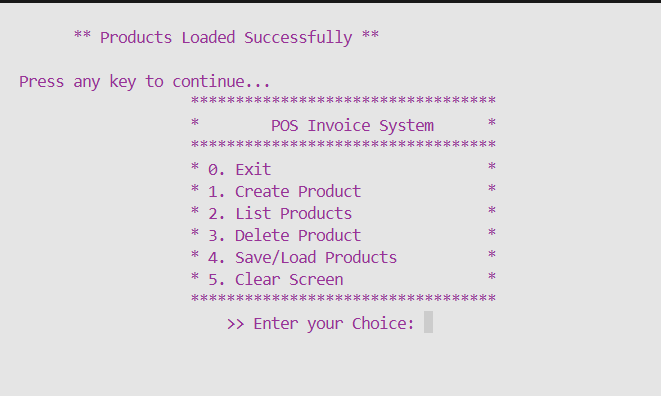 ** Products Loaded Successfully **
Press any key to continue...
**********************************
* POS Invoice System *
**********************************
* 0. Exit *
* 1. Create Product *
* 2. List Products *
* 3. Delete Product *
* 4. Save/Load Products *
* 5. Clear Screen *
**********************************
>> Enter your Choice: